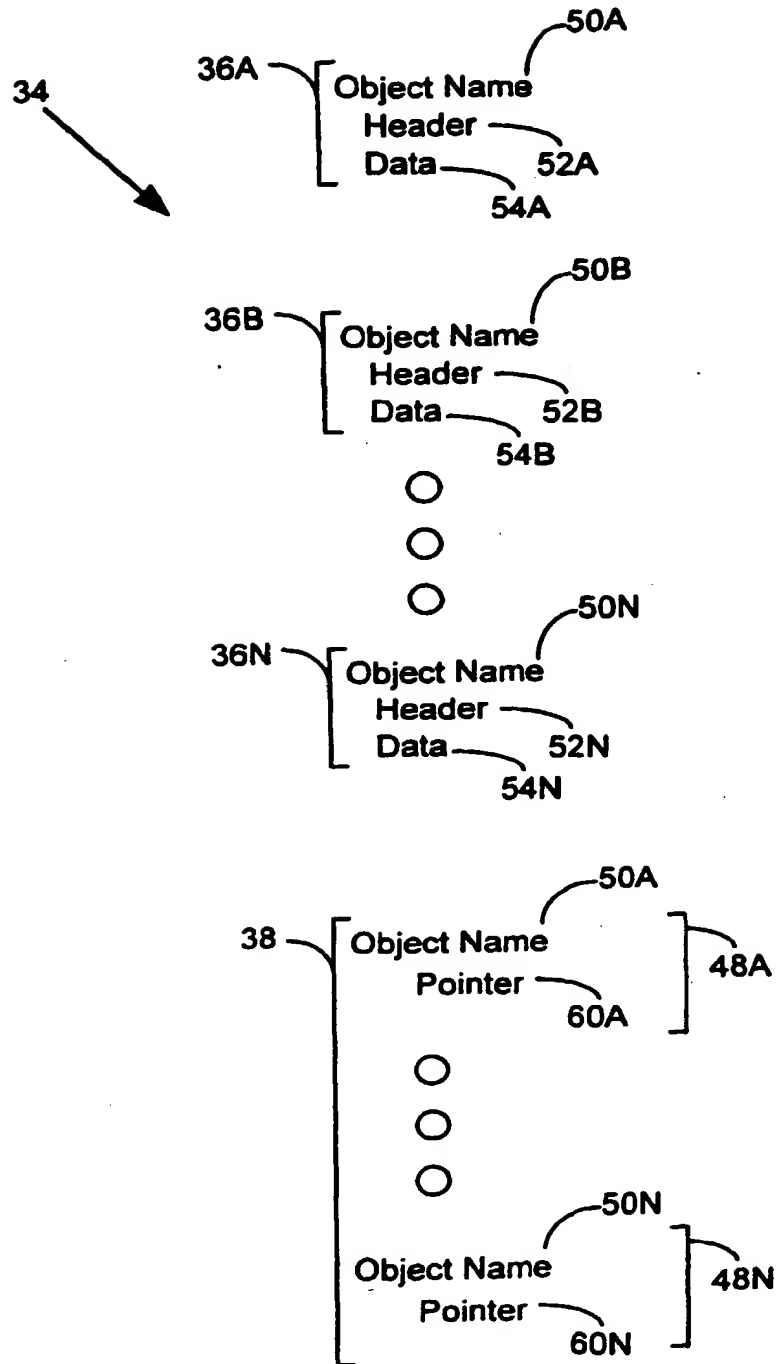 50A
36A
34
Object Name
Header
52A
Data
54A
50B
36B
Object Name
Header
52B
Data
54B
50N
36N
Object Name
Header
52N
Data
54N
50A
38
Object Name
48A
Pointer
60A
50N
Object Name
48N
Pointer
60N